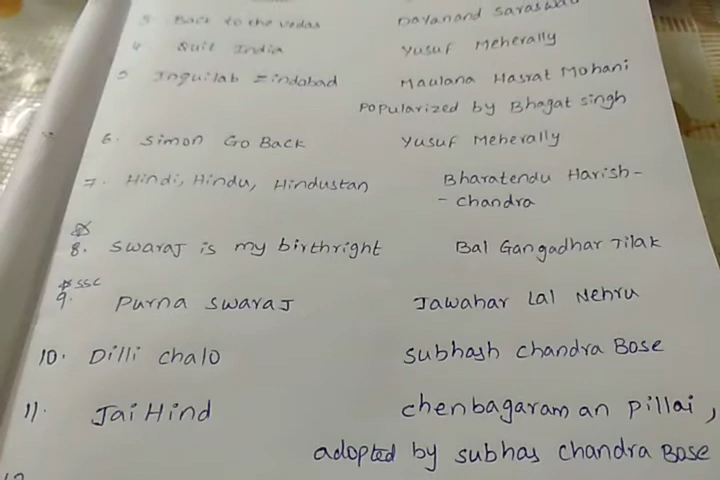 3 Back to the vedas Dayanand Saraswati
4 Quit India Yusuf Meherally
5 Inquilab Zindabad Maulana Hasrat Mohani
Popularized by Bhagat singh
6. Simon Go Back Yusuf Meherally
7. Hindi, Hindu, Hindustan Bharatendu Harish-
- chandra
8. Swaraj is my birthright Bal Gangadhar Tilak
* SSC
9. Purna Swaraj Jawahar Lal Nehru
10. Dilli chalo Subhash chandra Bose
11. Jai Hind chenbagaraman pillai,
adopted by subhas chandra Bose